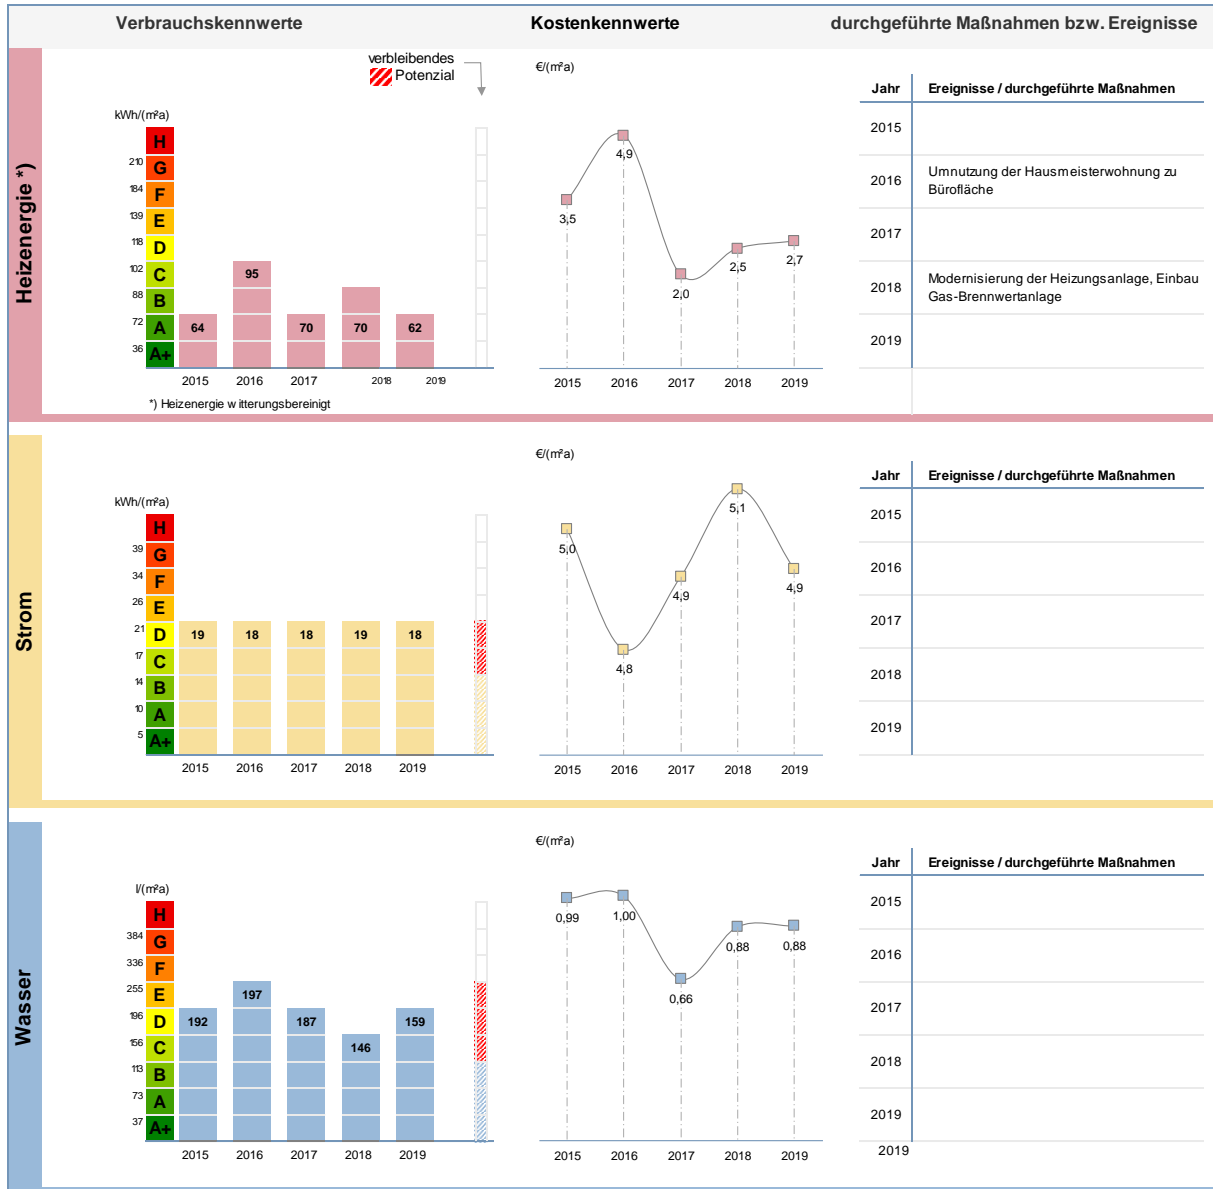 Verbrauchskennwerte
Kostenkennwerte
durchgeführte Maßnahmen bzw. Ereignisse
Heizenergie *)
verbleibendes
Potenzial
kWh/(m²a)
H
210
G
184
F
139
E
118
D
102
C
88
B
72
A
36
A+
64
95
70
70
62
2015
2016
2017
2018
2019
*) Heizenergie witterungsbereinigt
€/(m²a)
3,5
4,9
2,0
2,5
2,7
2015
2016
2017
2018
2019
Jahr Ereignisse / durchgeführte Maßnahmen
2015
2016 Umnutzung der Hausmeisterwohnung zu
Bürofläche
2017
2018 Modernisierung der Heizungsanlage, Einbau
Gas-Brennwertanlage
2019
Strom
kWh/(m²a)
H
39
G
34
F
26
E
21
D
17
C
14
B
10
A
5
A+
19
18
18
19
18
2015
2016
2017
2018
2019
€/(m²a)
5,0
4,8
4,9
5,1
4,9
2015
2016
2017
2018
2019
Jahr Ereignisse / durchgeführte Maßnahmen
2015
2016
2017
2018
2019
Wasser
l/(m²a)
H
384
G
336
F
255
E
196
D
156
C
113
B
73
A
37
A+
192
197
187
146
159
2015
2016
2017
2018
2019
€/(m²a)
0,99
1,00
0,66
0,88
0,88
2015
2016
2017
2018
2019
Jahr Ereignisse / durchgeführte Maßnahmen
2015
2016
2017
2018
2019
2019